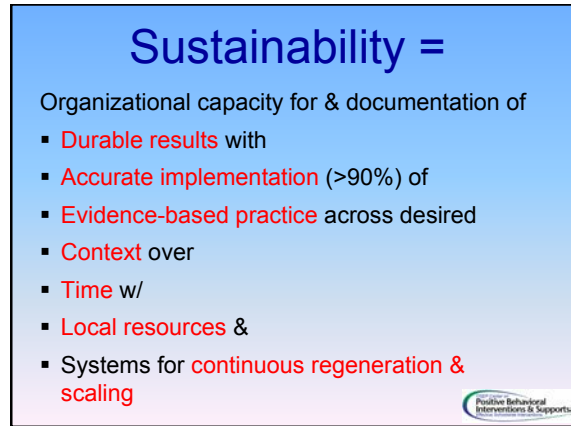 Sustainability =
Organizational capacity for & documentation of
▪ Durable results with
▪ Accurate implementation (>90%) of
▪ Evidence-based practice across desired
▪ Context over
▪ Time w/
▪ Local resources &
▪ Systems for continuous regeneration &
scaling
Positive Behavioral
Interventions & Supports